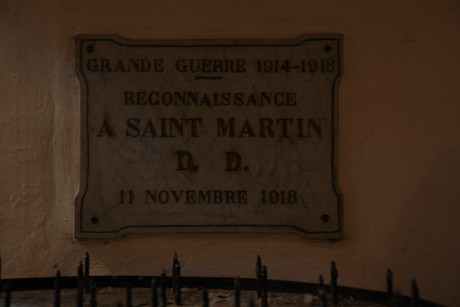 GRANDE GUERRE 1914-1918
RECONNAISSANCE
A SAINT MARTIN
D. D.
11 NOVEMBRE 1918